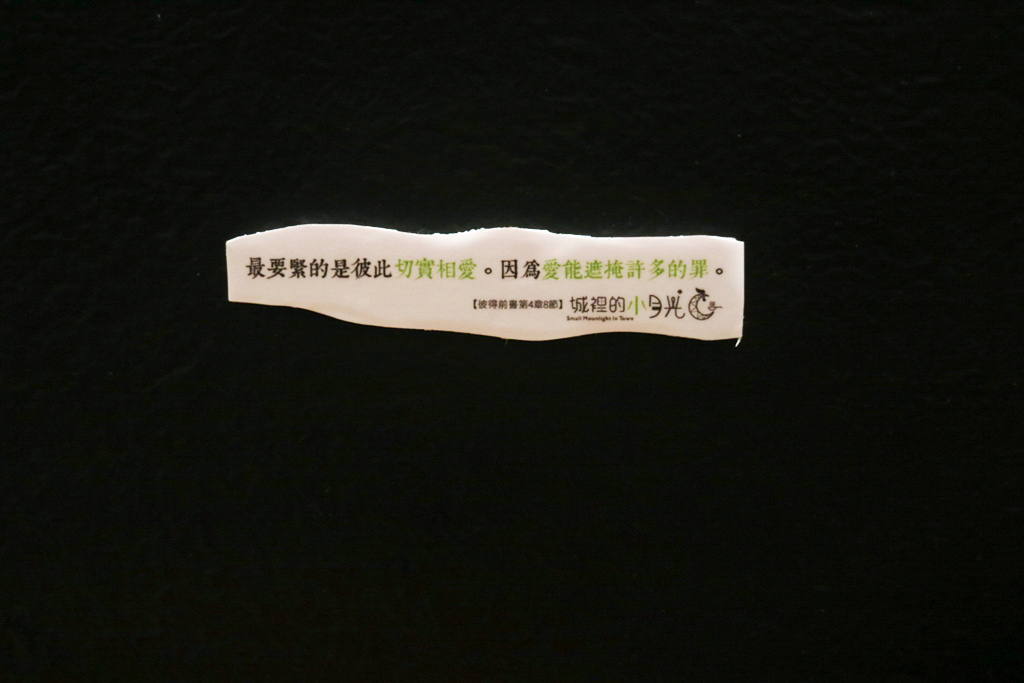 最要緊的是彼此切實相愛。因為愛能遮掩許多的罪。
【彼得前書第4章8節】 城裡的小月光
Small Moonlight In Town